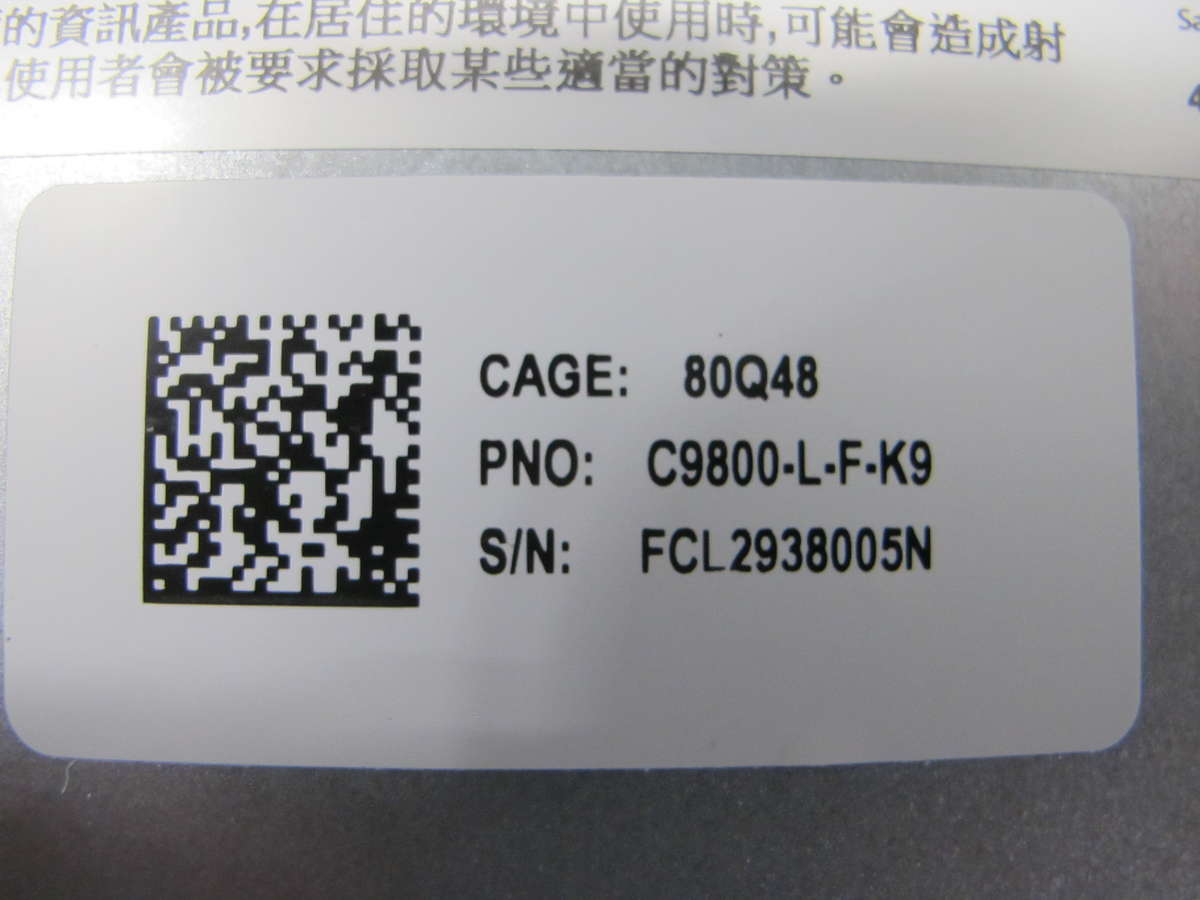 的資訊產品,在居住的環境中使用時,可能會造成射
使用者會被要求採取某些適當的對策。
CAGE: 80Q48
PNO: C9800-L-F-K9
S/N: FCL2938005N